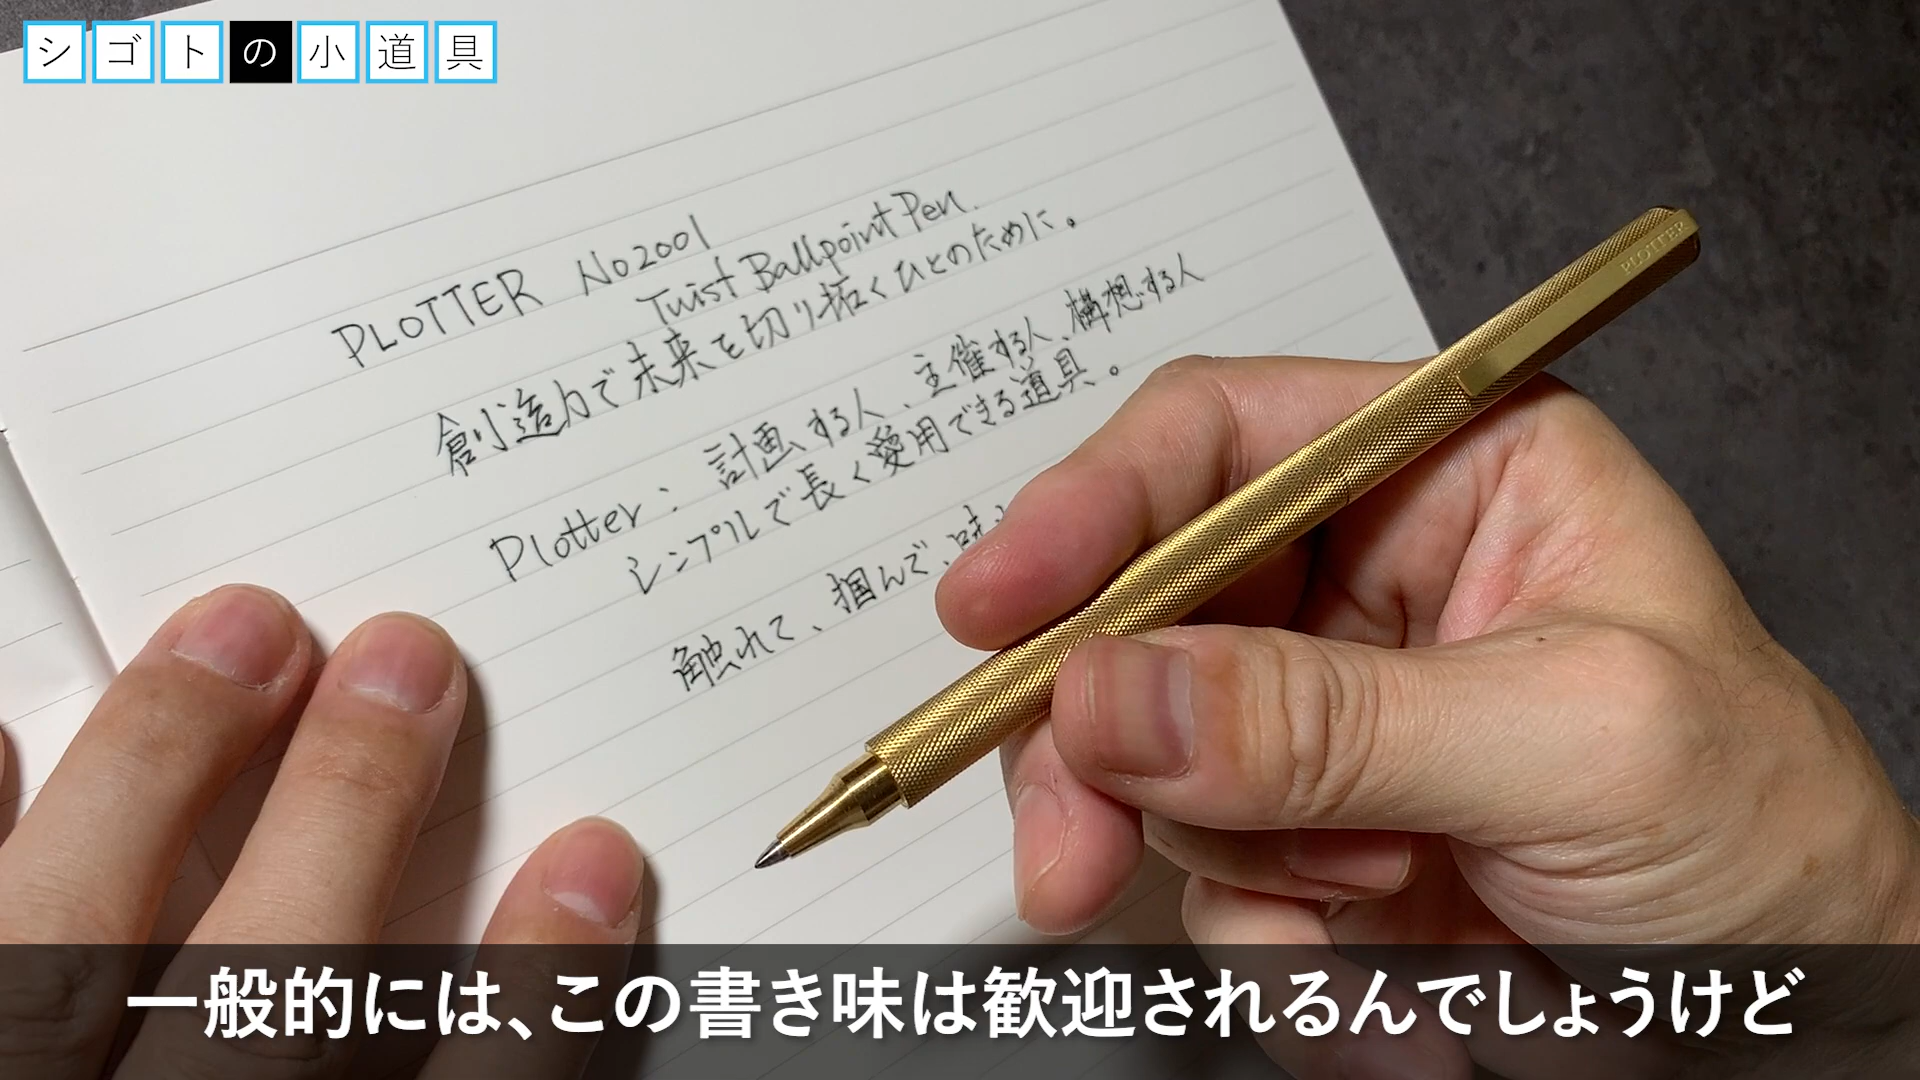 シゴトの小道具
PLOTTER No2001
Twist Ballpoint Pen.
創造力で未来を切り拓くひとのために。
Plotter: 計画する人、主催する人、構想する人
シンプルで長く愛用できる道具。
触れて、掴んで、味
PLOTTER
一般的には、この書き味は歓迎されるんでしょうけど